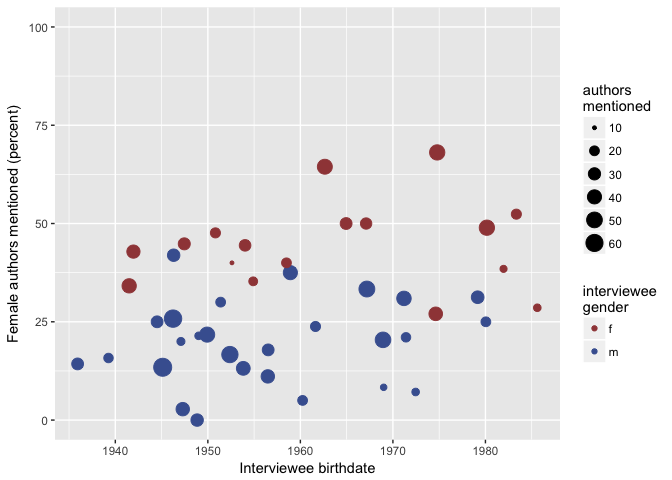 100
75
50
25
0
Female authors mentioned (percent)
1940 1950 1960 1970 1980
Interviewee birthdate
authors
mentioned
10
20
30
40
50
60
interviewee
gender
f
m